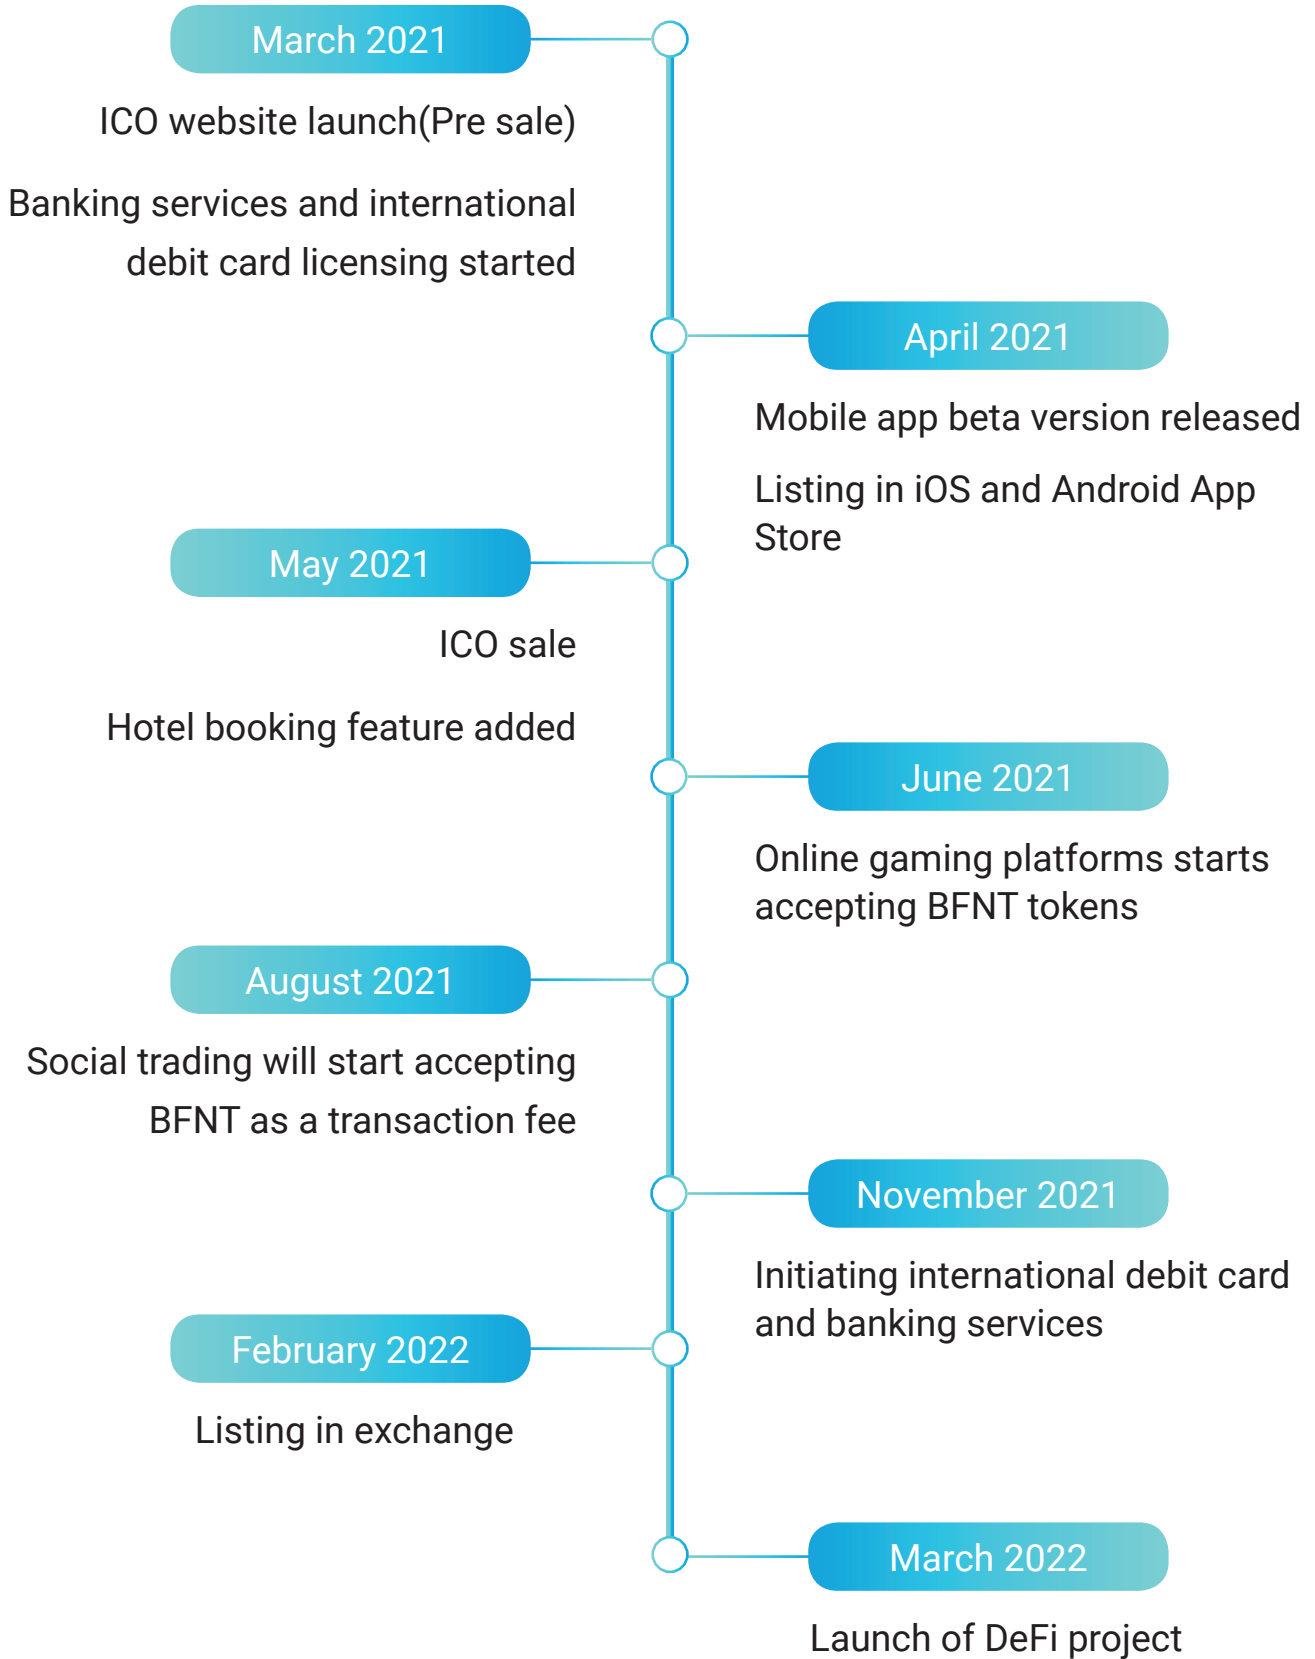 March 2021
ICO website launch(Pre sale)
Banking services and international
debit card licensing started
April 2021
Mobile app beta version released
Listing in iOS and Android App
Store
May 2021
ICO sale
Hotel booking feature added
June 2021
Online gaming platforms starts
accepting BFNT tokens
August 2021
Social trading will start accepting
BFNT as a transaction fee
November 2021
Initiating international debit card
and banking services
February 2022
Listing in exchange
March 2022
Launch of DeFi project